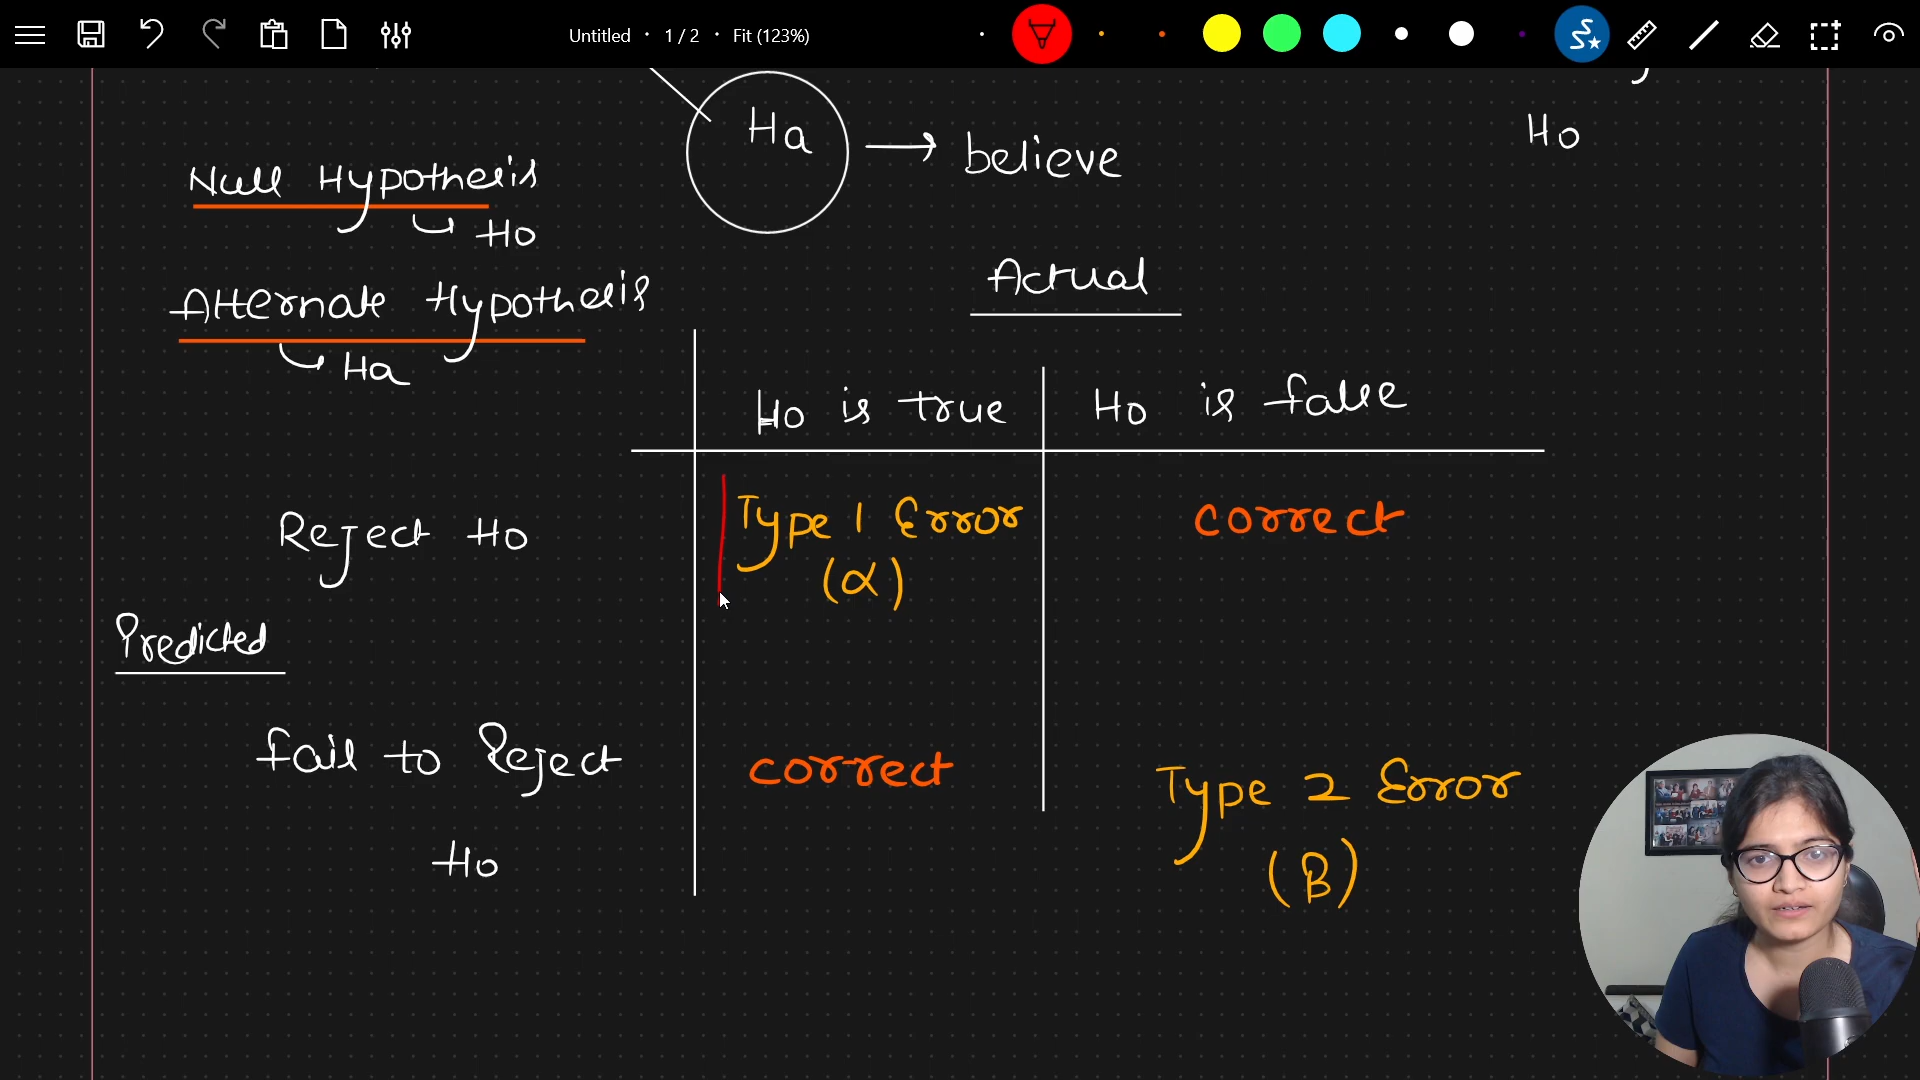 Untitled • 1 / 2 • Fit (123%)
Ha → believe
Ho
Null Hypothesis
Ho
Alternate Hypothesis
Ha
Actual
Ho is true
Ho is false
Reject Ho
Type 1 Error
(α)
correct
Predicted
fail to Reject
Ho
correct
Type 2 Error
(B)